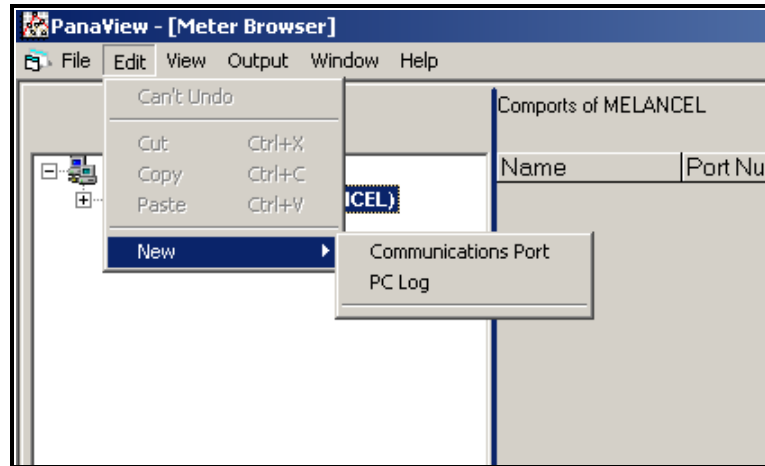 PanaView - [Meter Browser]
File Edit View Output Window Help
Can't Undo
Comports of MELANCEL
Cut Ctrl+X
Name Port Nu
Copy Ctrl+C
Paste Ctrl+V
ICEL)
New
Communications Port
PC Log